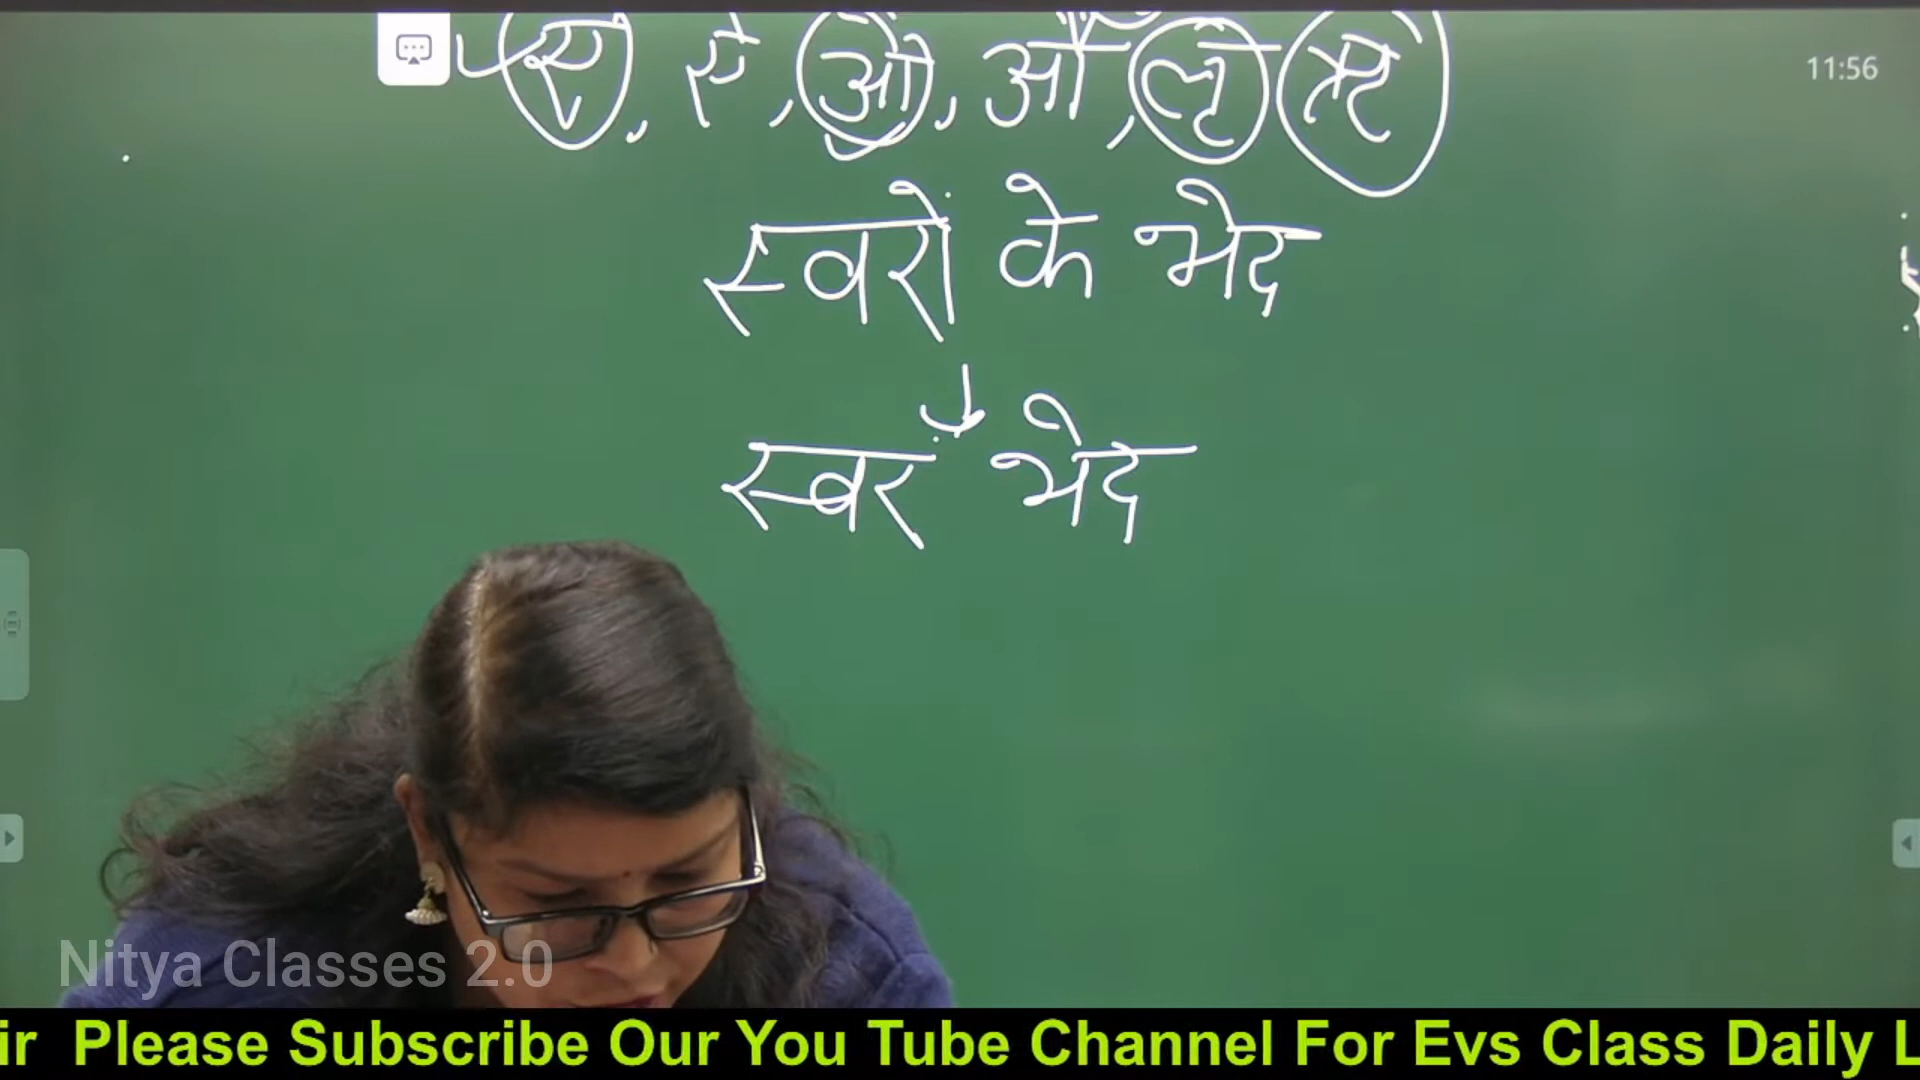 ए, ऐ, ओ, औ, लृ ऋ
11:56
स्वरों के भेद
स्वर भेद
Nitya Classes 2.0
ir Please Subscribe Our You Tube Channel For Evs Class Daily L